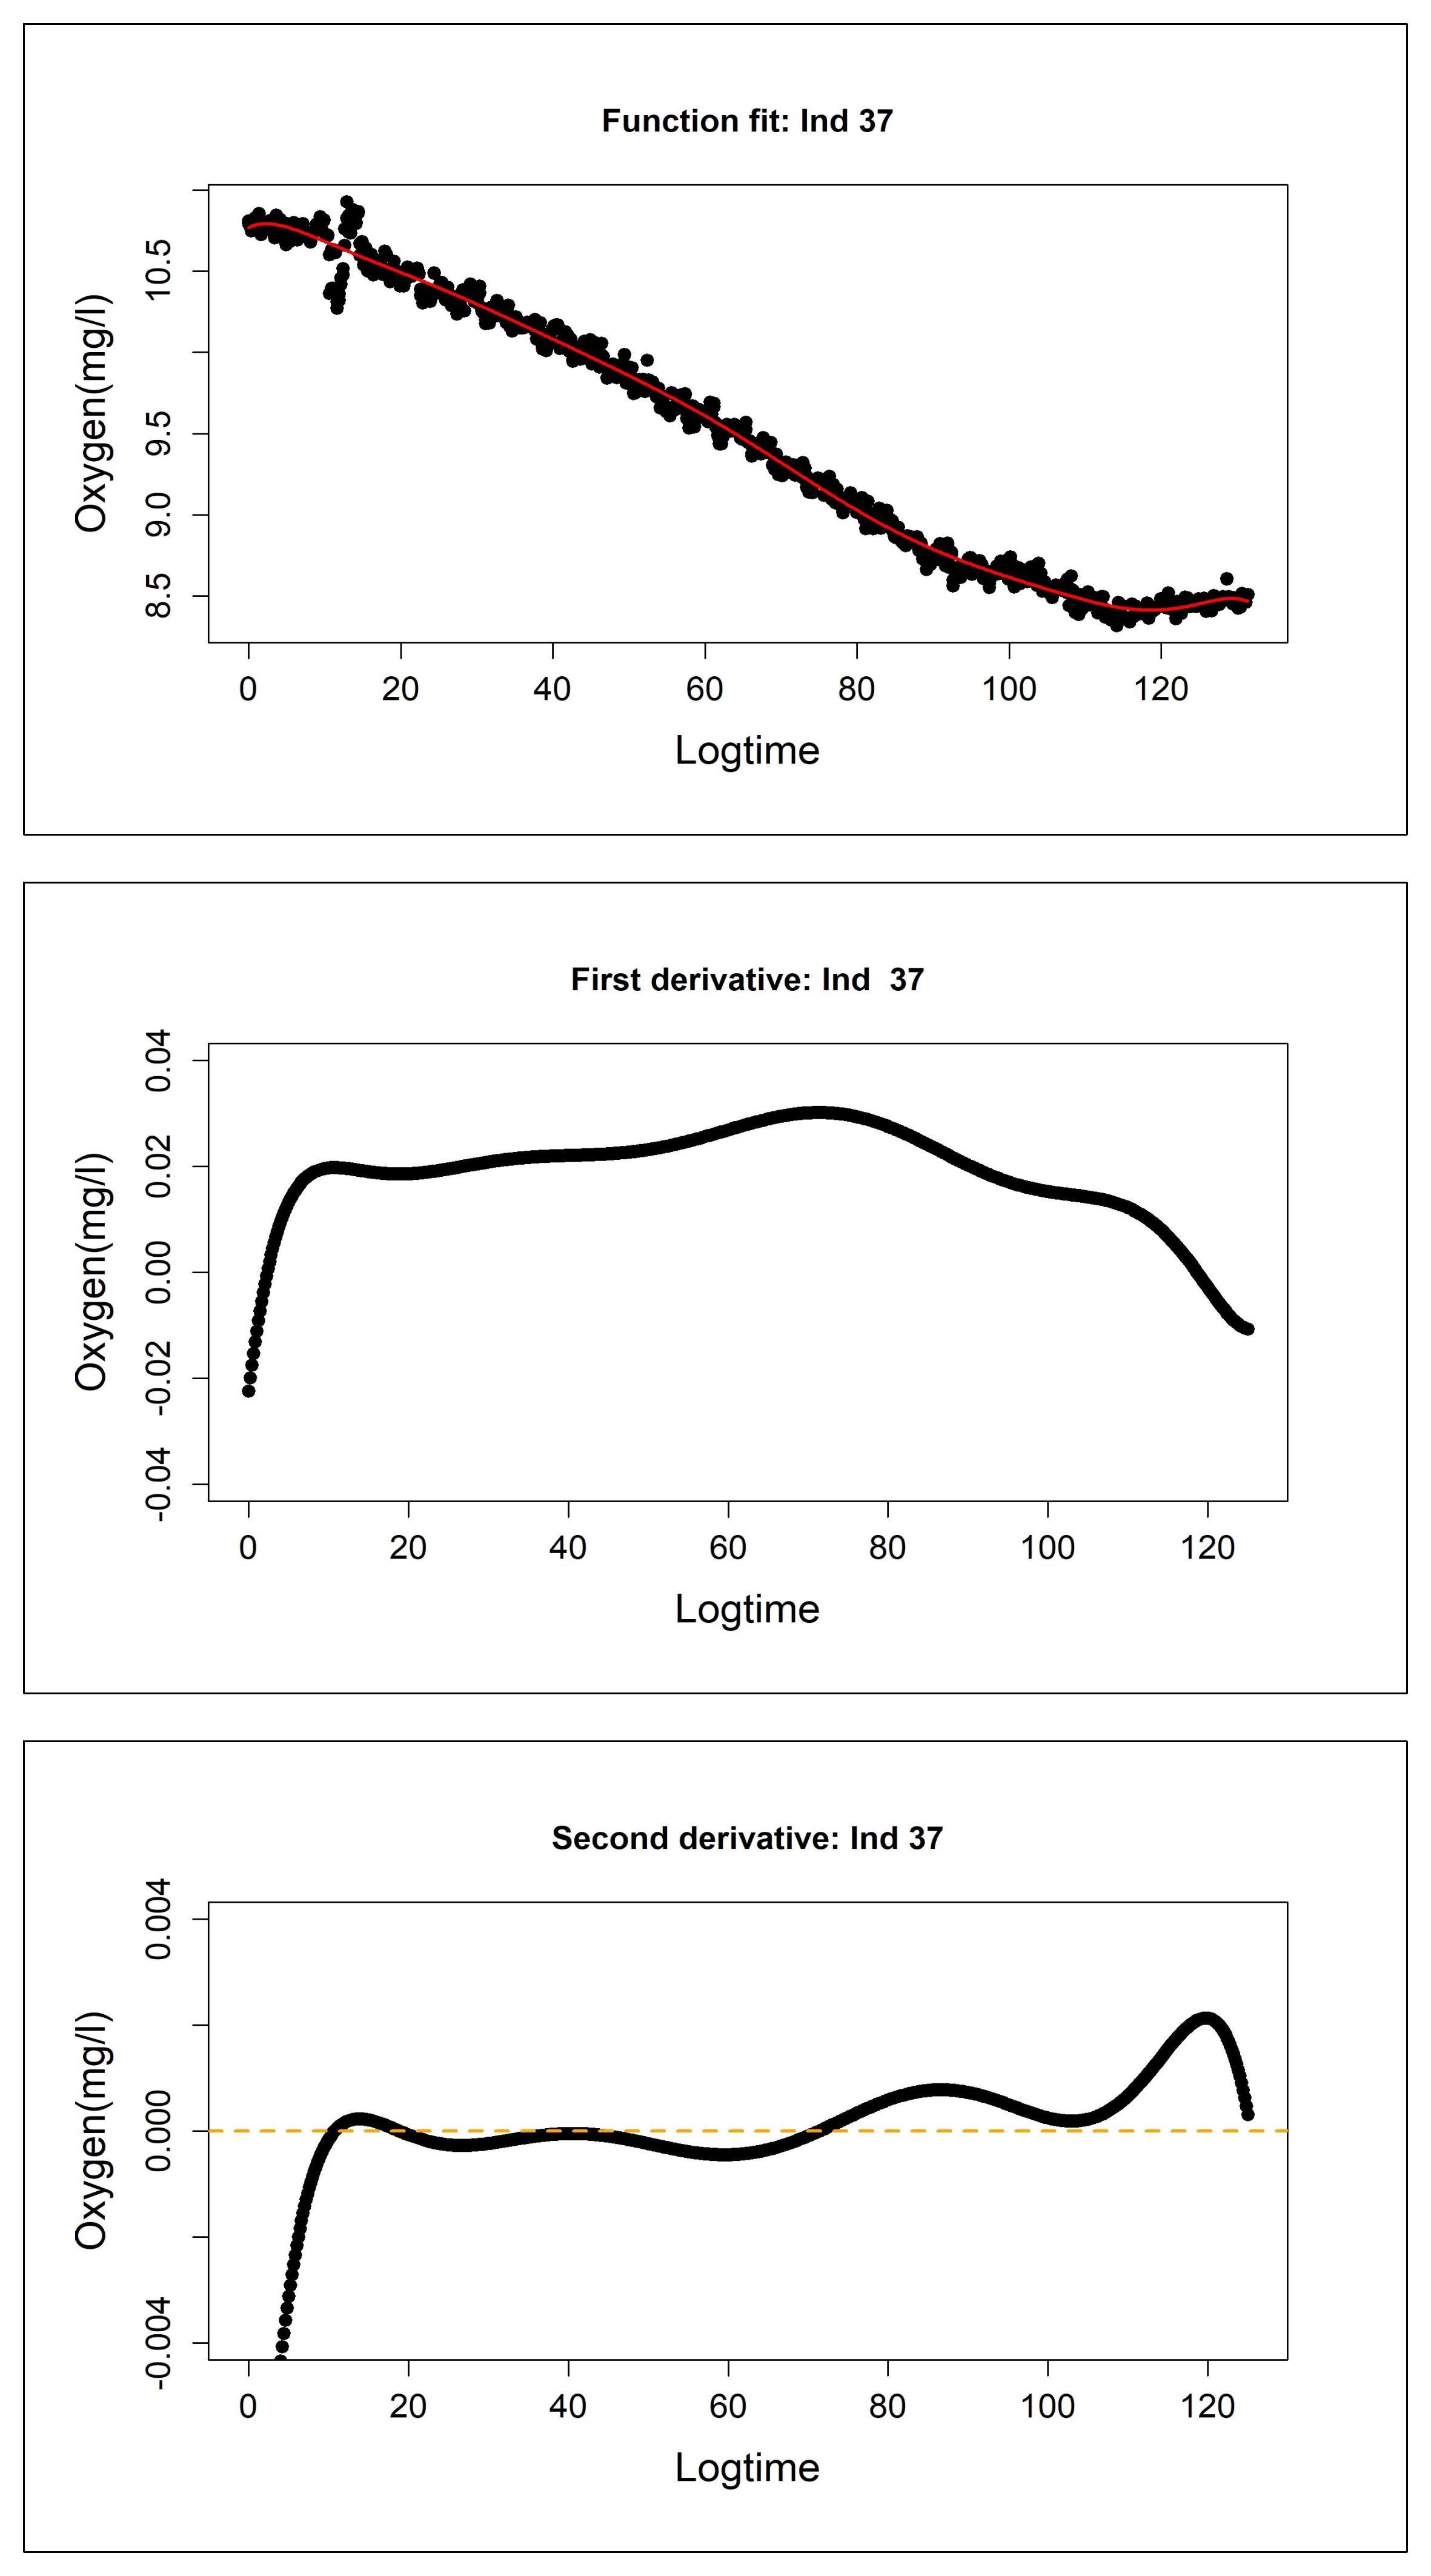 Function fit: Ind 37
Oxygen(mg/l)
10.5
9.5
9.0
8.5
0 20 40 60 80 100 120
Logtime
First derivative: Ind  37
Oxygen(mg/l)
0.04
0.02
0.00
-0.02
-0.04
0 20 40 60 80 100 120
Logtime
Second derivative: Ind 37
Oxygen(mg/l)
0.004
0.000
-0.004
0 20 40 60 80 100 120
Logtime